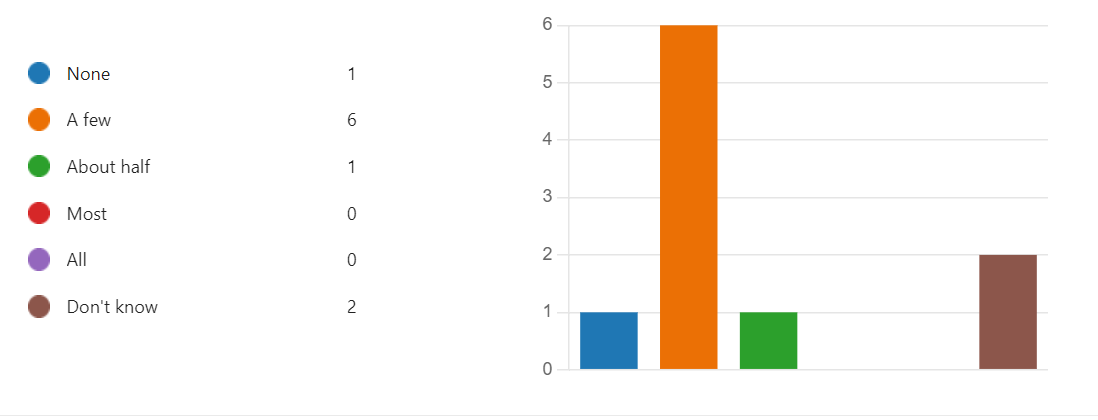 None 1
A few 6
About half 1
Most 0
All 0
Don't know 2
6
5
4
3
2
1
0